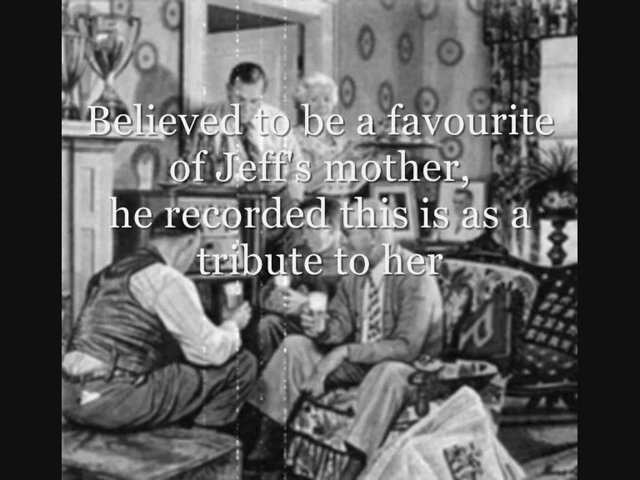 Believed to be a favourite
of Jeff's mother,
he recorded this is as a
tribute to her